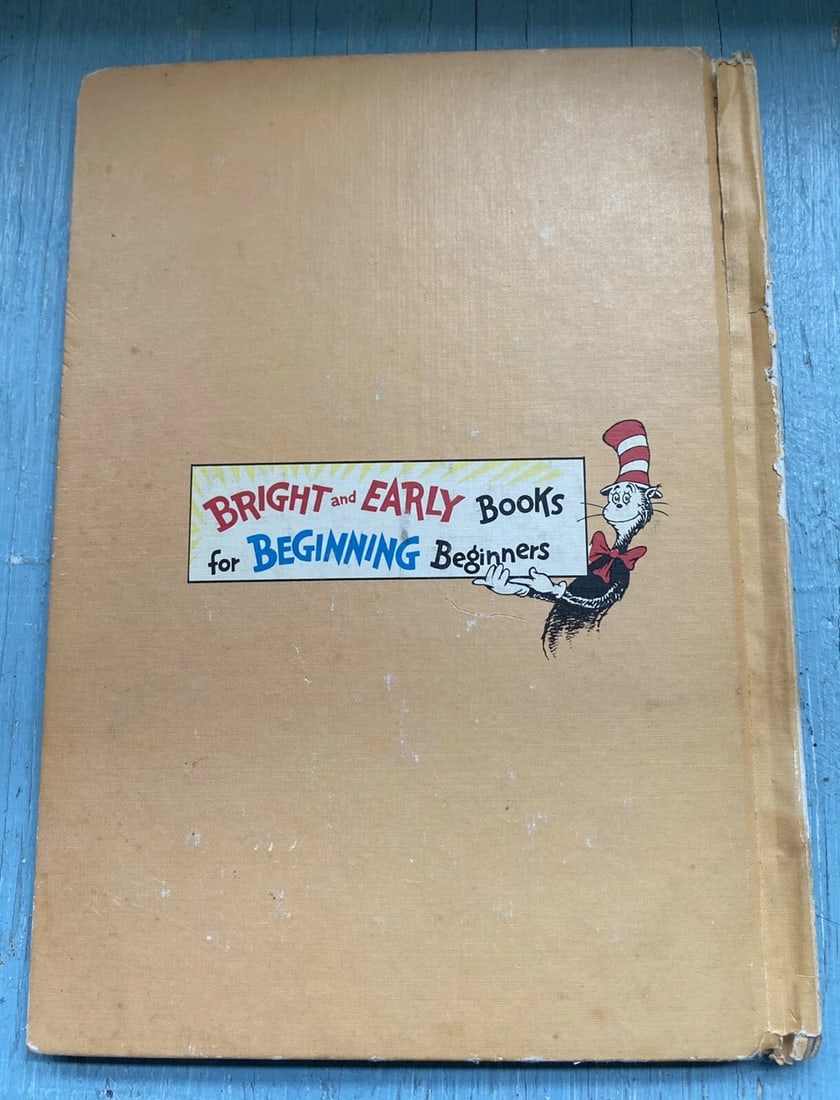 BRIGHT and EARLY Books
for BEGINNING Beginners